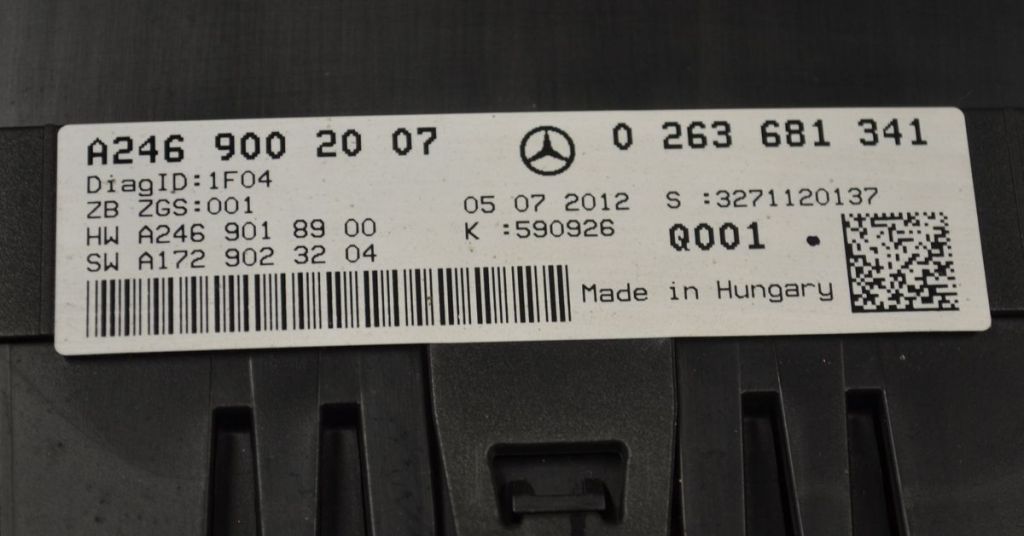 A246 900 20 07 0 263 681 341
DiagID:1F04
ZB ZGS:001 05 07 2012 S :3271120137
HW A246 901 89 00 K :590926 Q001 .
SW A172 902 32 04
Made in Hungary